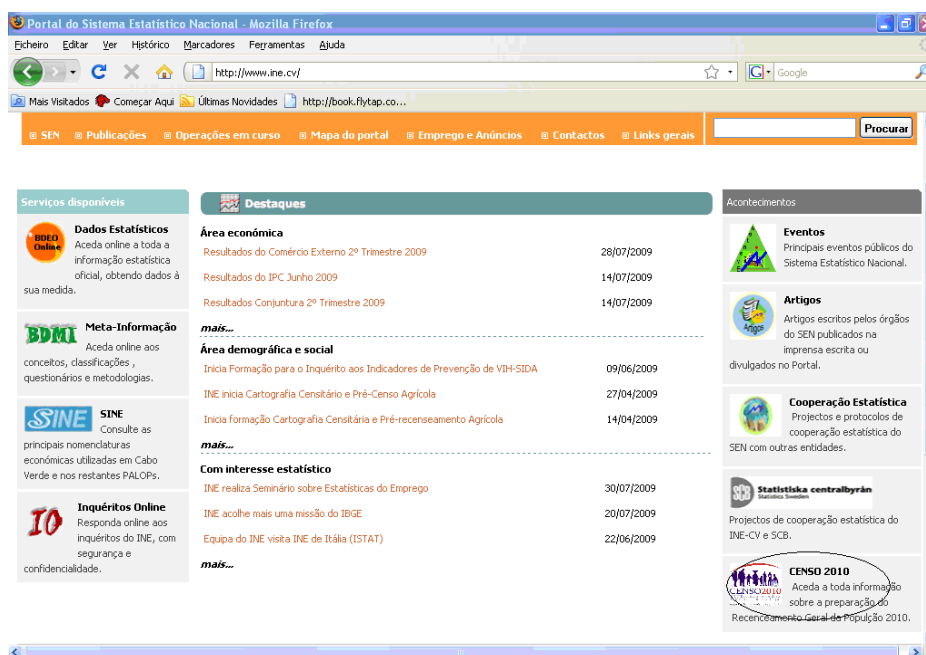 Portal do Sistema Estatístico Nacional - Mozilla Firefox
Ficheiro Editar Ver Histórico Marcadores Ferramentas Ajuda
http://www.ine.cv/
Google
Mais Visitados Começar Aqui Últimas Novidades http://book.flytap.co...
SEN Publicações Operações em curso Mapa do portal Emprego e Anúncios Contactos Links gerais
Procurar
Serviços disponíveis
BDEO Online
Dados Estatísticos
Aceda online a toda a
informação estatística
oficial, obtendo dados à
sua medida.
BDMI
Meta-Informação
Aceda online aos
conceitos, classificações ,
questionários e metodologias.
SINE
SINE
Consulte as
principais nomenclaturas
económicas utilizadas em Cabo
Verde e nos restantes PALOPs.
IO
Inquéritos Online
Responda online aos
inquéritos do INE, com
segurança e
confidencialidade.
Destaques
Área económica
Resultados do Comércio Externo 2º Trimestre 2009 28/07/2009
Resultados do IPC Junho 2009 14/07/2009
Resultados Conjuntura 2º Trimestre 2009 14/07/2009
mais...
Área demográfica e social
Inicia Formação para o Inquérito aos Indicadores de Prevenção de VIH-SIDA 09/06/2009
INE inicia Cartografia Censitário e Pré-Censo Agrícola 27/04/2009
Inicia formação Cartografia Censitária e Pré-recenseamento Agrícola 14/04/2009
mais...
Com interesse estatístico
INE realiza Seminário sobre Estatísticas do Emprego 30/07/2009
INE acolhe mais uma missão do IBGE 20/07/2009
Equipa do INE visita INE de Itália (ISTAT) 22/06/2009
mais...
Acontecimentos
Eventos
Principais eventos públicos do
Sistema Estatístico Nacional.
Artigos
Artigos
Artigos escritos pelos órgãos
do SEN publicados na
imprensa escrita ou
divulgados no Portal.
Cooperação Estatística
Projectos e protocolos de
cooperação estatística do
SEN com outras entidades.
SCB
Statistiska centralbyrån
Statistics Sweden
Projectos de cooperação estatística do
INE-CV e SCB.
CENSO2010
CENSO 2010
Aceda a toda informação
sobre a preparação do
Recenceamento Geral da Populção 2010.